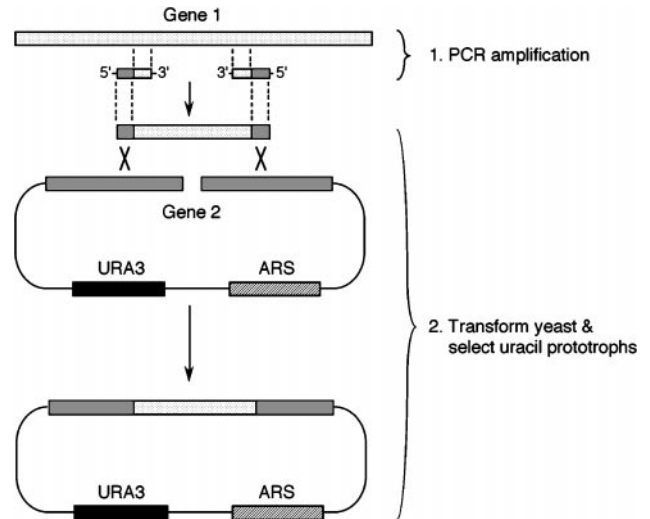 Gene 1
1. PCR amplification
5' 3' 3' 5'
Gene 2
URA3 ARS
2. Transform yeast &
select uracil prototrophs
URA3 ARS